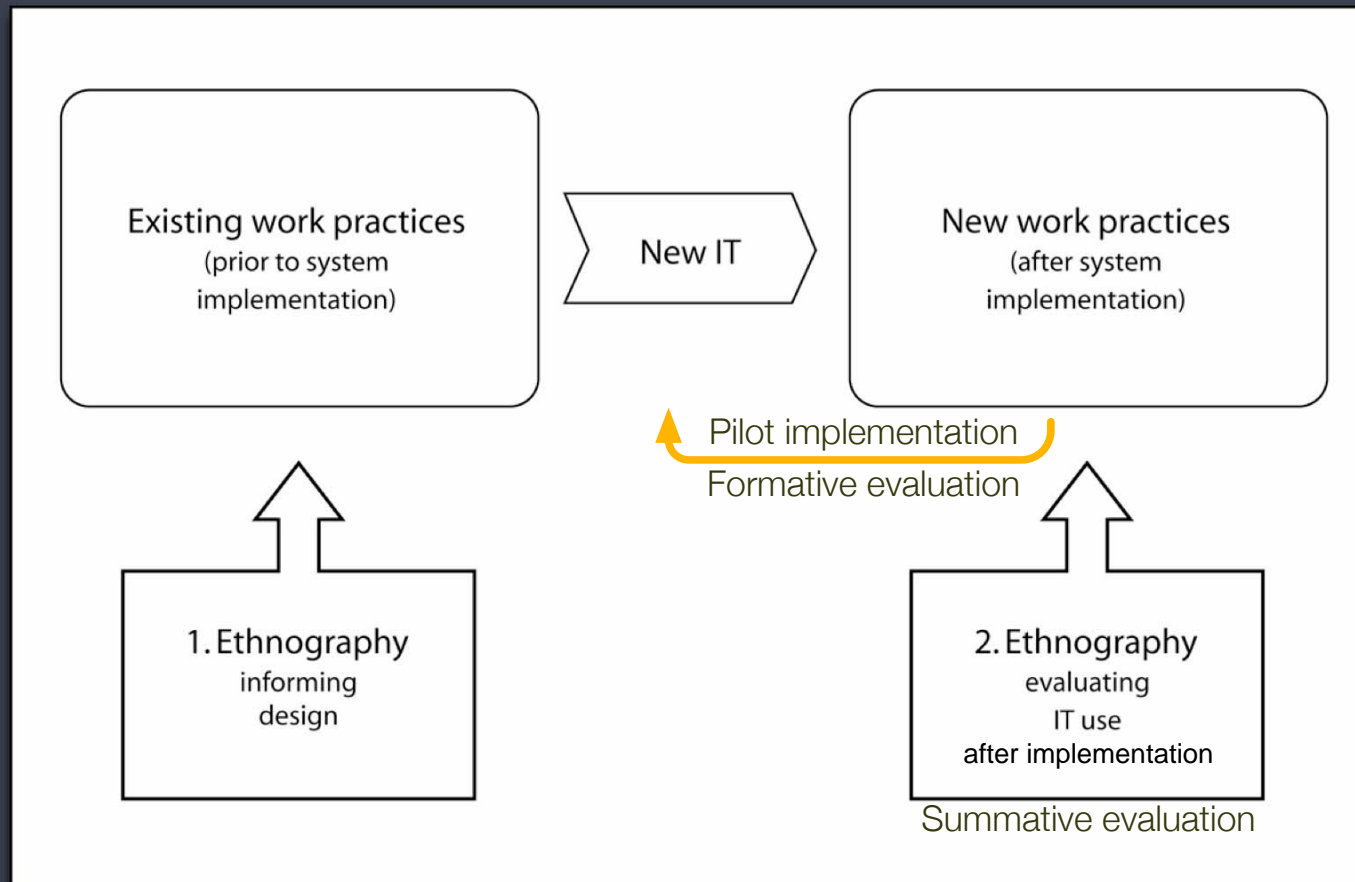 Existing work practices
(prior to system
implementation)
New IT
New work practices
(after system
implementation)
Pilot implementation
Formative evaluation
1. Ethnography
informing
design
2. Ethnography
evaluating
IT use
after implementation
Summative evaluation